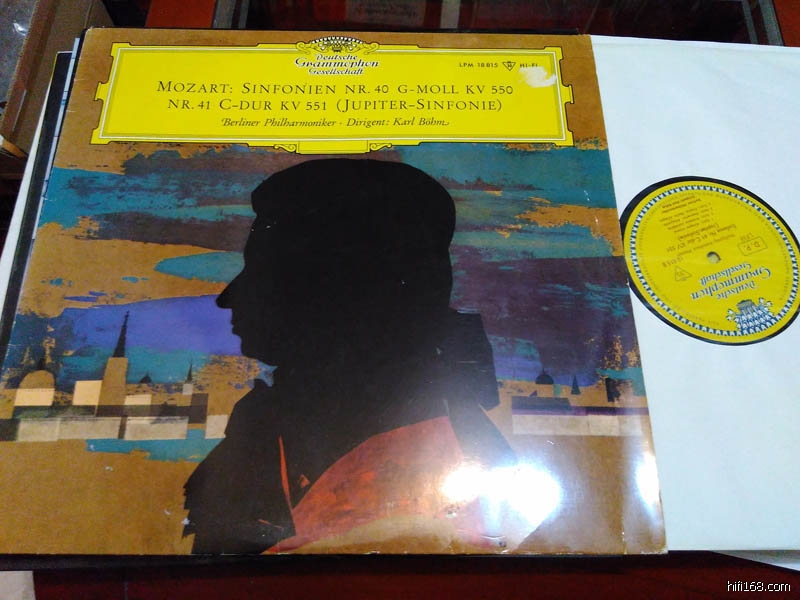 Deutsche
Grammophon
Gesellschaft
LPM 18 815 HI-FI
MOZART: SINFONIEN NR. 40 G-MOLL KV 550
NR. 41 C-DUR KV 551 (JUPITER-SINFONIE)
Berliner Philharmoniker · Dirigent: Karl Böhm
Deutsche
Grammophon
Gesellschaft
hifi168.com